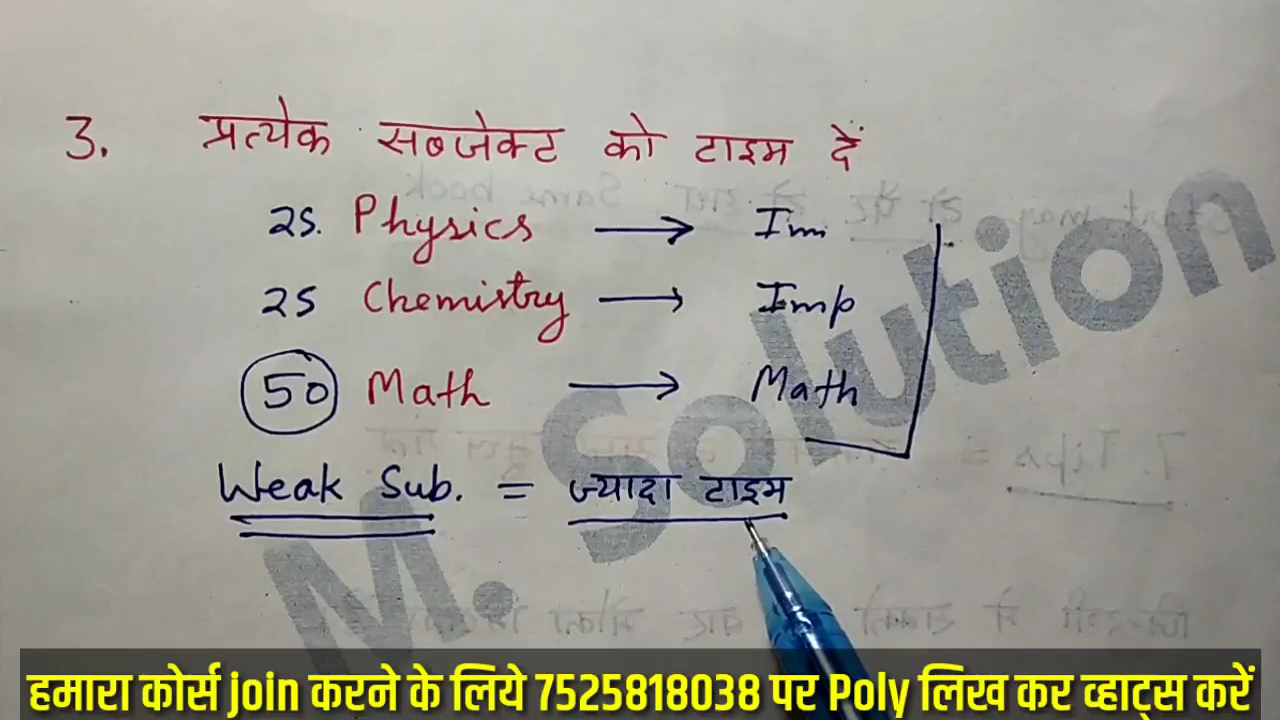 3. प्रत्येक सब्जेक्ट को टाइम दें
25. Physics → Im
25 Chemistry → Imp
50 Math → Math
Weak Sub. = ज्यादा टाइम
M. Solution
हमारा कोर्स join करने के लिये 7525818038 पर Poly लिख कर व्हाट्स करें